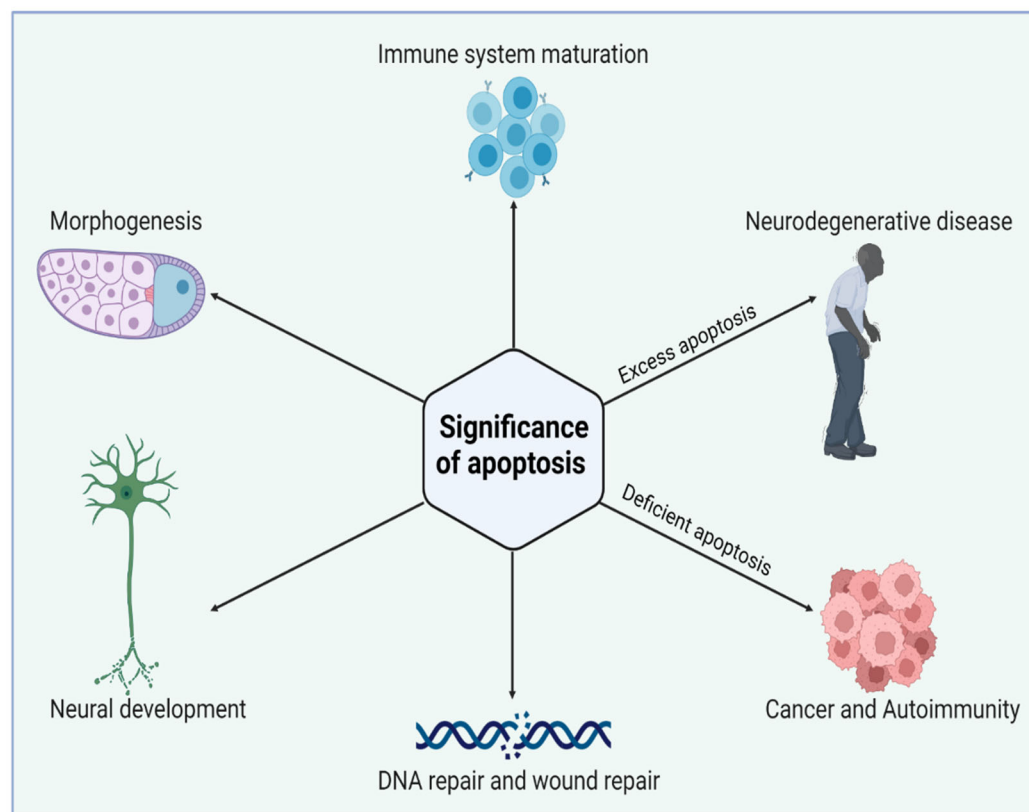 Immune system maturation
Morphogenesis
Neurodegenerative disease
Excess apoptosis
Significance
of apoptosis
Deficient apoptosis
Neural development
Cancer and Autoimmunity
DNA repair and wound repair